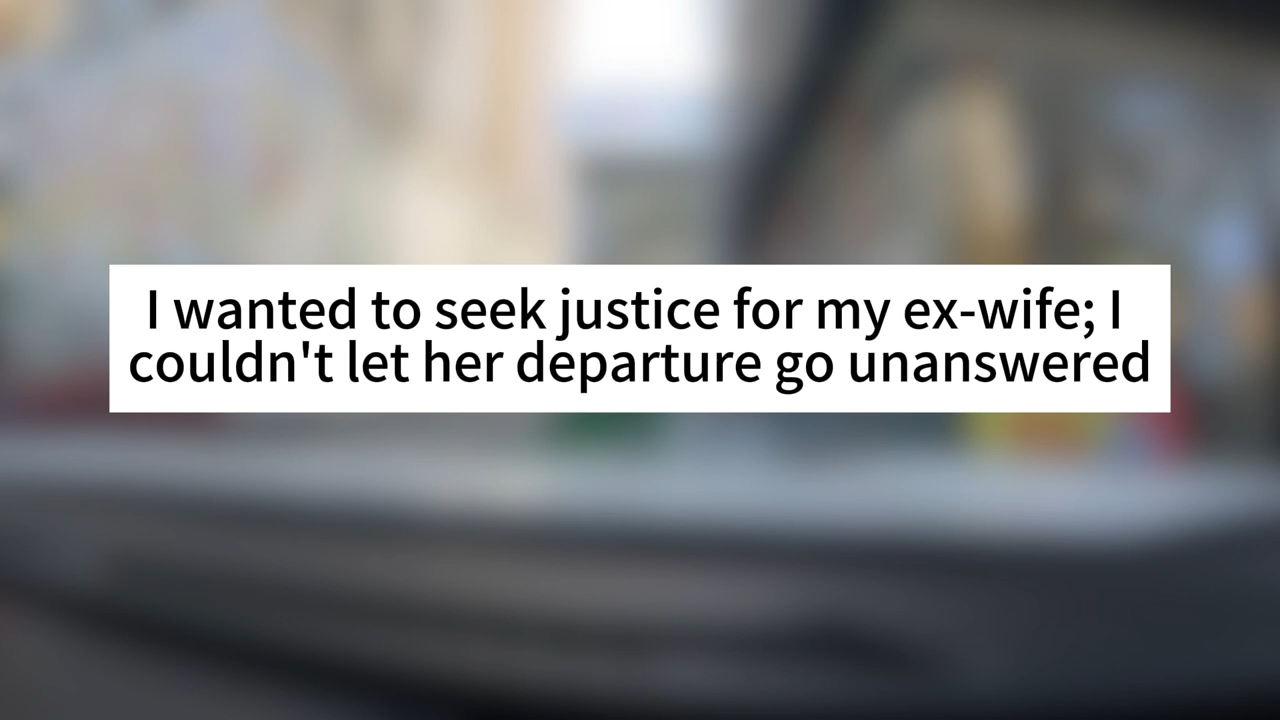 I wanted to seek justice for my ex-wife; I
couldn't let her departure go unanswered